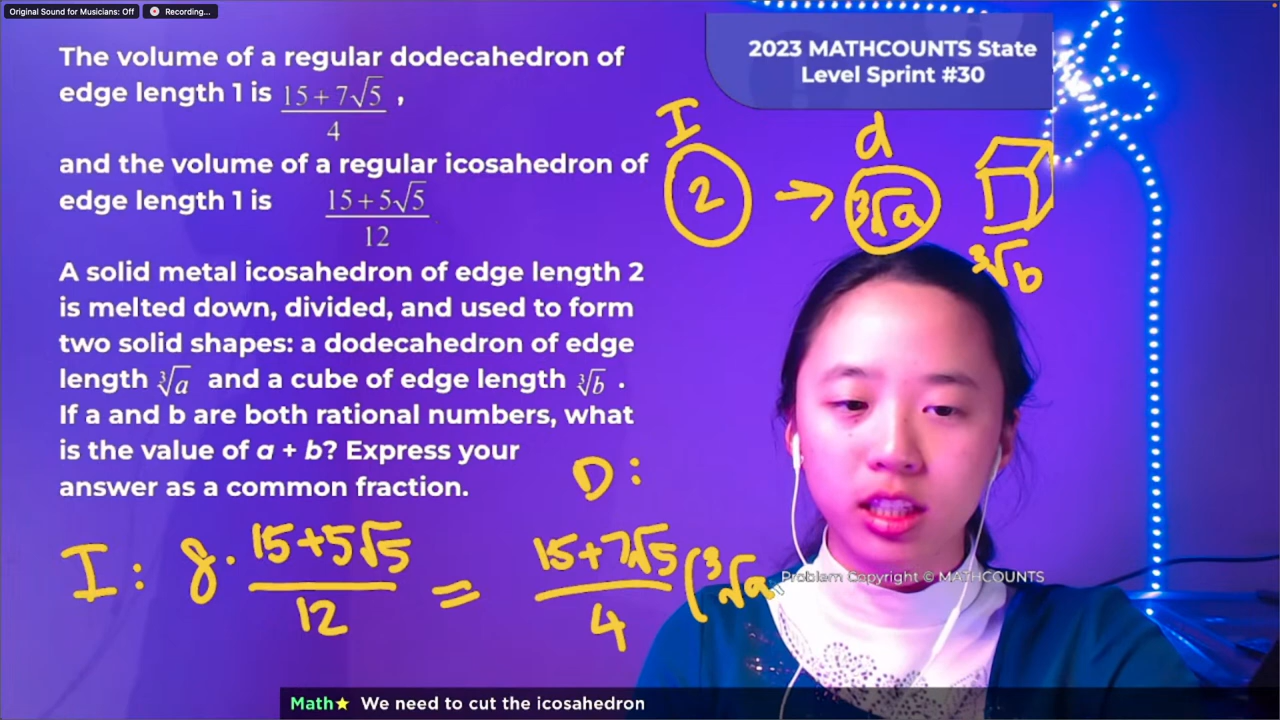 Original Sound for Musicians: Off Recording...
The volume of a regular dodecahedron of
edge length 1 is (15+7√5)/4 ,
and the volume of a regular icosahedron of
edge length 1 is (15+5√5)/12
A solid metal icosahedron of edge length 2
is melted down, divided, and used to form
two solid shapes: a dodecahedron of edge
length ∛a and a cube of edge length ∛b .
If a and b are both rational numbers, what
is the value of a + b? Express your
answer as a common fraction.
2023 MATHCOUNTS State
Level Sprint #30
I d
2 → ∛a
∛b
D:
I: 8·(15+5√5)/12 = (15+7√5)/4 (∛a
Problem Copyright © MATHCOUNTS
Math★ We need to cut the icosahedron